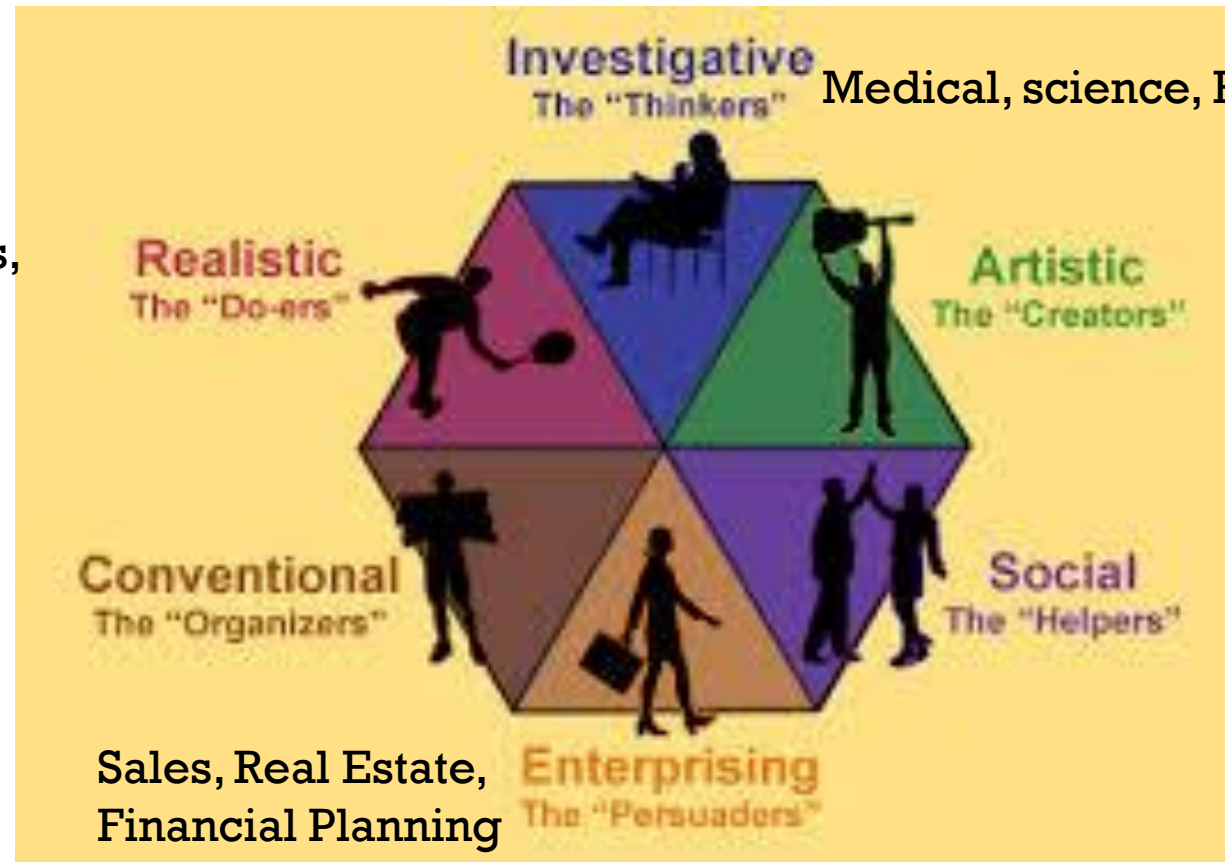 Investigative
The "Thinkers"
Medical, science,
Realistic
The "Do-ers"
Artistic
The "Creators"
Conventional
The "Organizers"
Social
The "Helpers"
Sales, Real Estate,
Financial Planning
Enterprising
The "Persuaders"